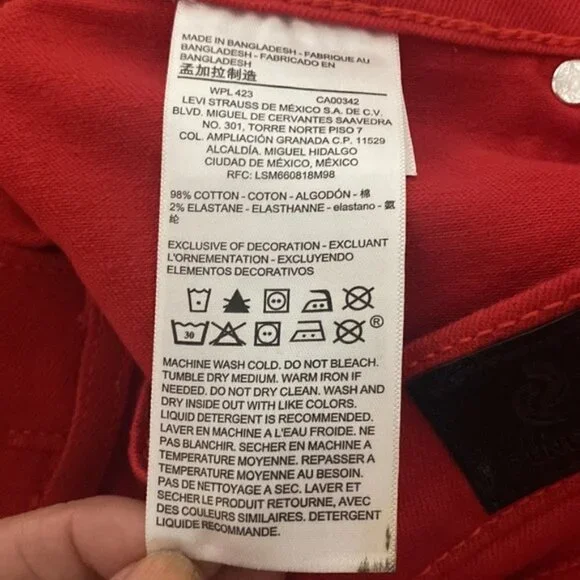 MADE IN BANGLADESH - FABRIQUE AU
BANGLADESH - FABRICADO EN
BANGLADESH
孟加拉制造
WPL 423 CA00342
LEVI STRAUSS DE MÉXICO S.A. DE C.V.
BLVD. MIGUEL DE CERVANTES SAAVEDRA
NO. 301, TORRE NORTE PISO 7
COL. AMPLIACIÓN GRANADA C.P. 11529
ALCALDÍA. MIGUEL HIDALGO
CIUDAD DE MÉXICO, MÉXICO
RFC: LSM660818M98
98% COTTON - COTON - ALGODÓN - 棉
2% ELASTANE - ELASTHANNE - elastano - 氨
纶
EXCLUSIVE OF DECORATION - EXCLUANT
L'ORNEMENTATION - EXCLUYENDO
ELEMENTOS DECORATIVOS
30 ®
MACHINE WASH COLD. DO NOT BLEACH.
TUMBLE DRY MEDIUM. WARM IRON IF
NEEDED. DO NOT DRY CLEAN. WASH AND
DRY INSIDE OUT WITH LIKE COLORS.
LIQUID DETERGENT IS RECOMMENDED.
LAVER EN MACHINE A L'EAU FROIDE. NE
PAS BLANCHIR. SECHER EN MACHINE A
TEMPERATURE MOYENNE. REPASSER A
TEMPERATURE MOYENNE AU BESOIN.
PAS DE NETTOYAGE A SEC. LAVER ET
SECHER LE PRODUIT RETOURNE, AVEC
DES COULEURS SIMILAIRES. DETERGENT
LIQUIDE RECOMMANDE.